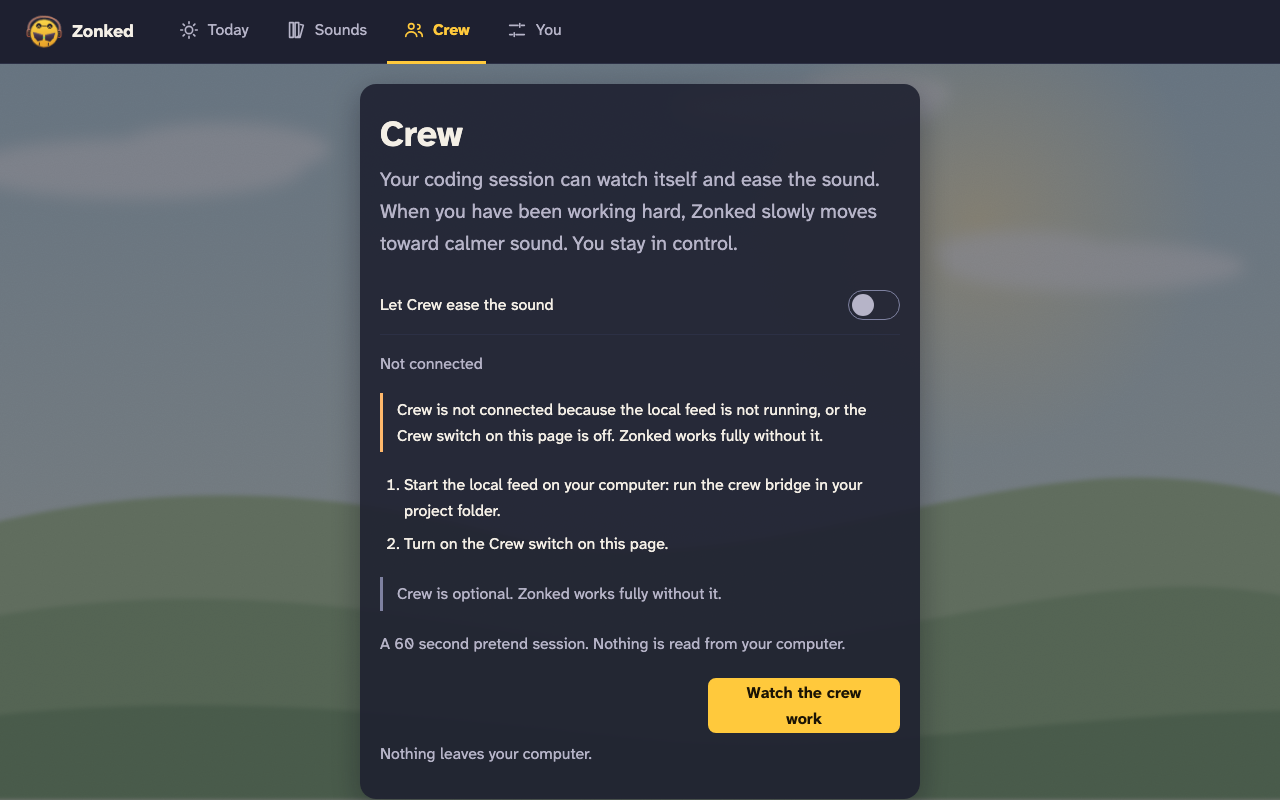 Zonked
Today
Sounds
Crew
You
Crew
Your coding session can watch itself and ease the sound.
When you have been working hard, Zonked slowly moves
toward calmer sound. You stay in control.
Let Crew ease the sound
Not connected
Crew is not connected because the local feed is not running, or the
Crew switch on this page is off. Zonked works fully without it.
1. Start the local feed on your computer: run the crew bridge in your
project folder.
2. Turn on the Crew switch on this page.
Crew is optional. Zonked works fully without it.
A 60 second pretend session. Nothing is read from your computer.
Watch the crew
work
Nothing leaves your computer.